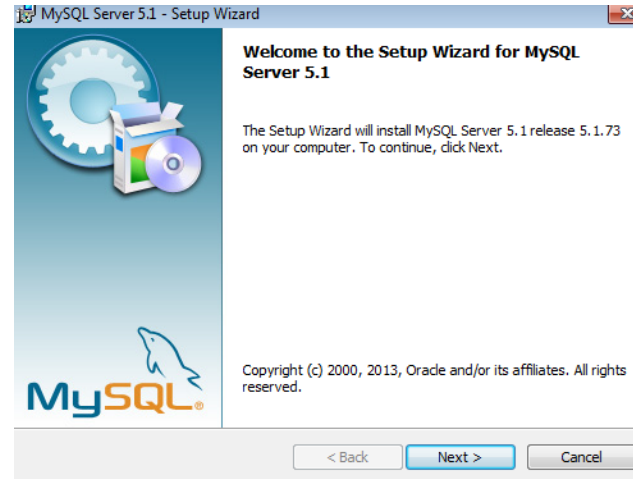 MySQL Server 5.1 - Setup Wizard
Welcome to the Setup Wizard for MySQL
Server 5.1
The Setup Wizard will install MySQL Server 5.1 release 5.1.73
on your computer. To continue, click Next.
MySQL®
Copyright (c) 2000, 2013, Oracle and/or its affiliates. All rights
reserved.
< Back Next > Cancel